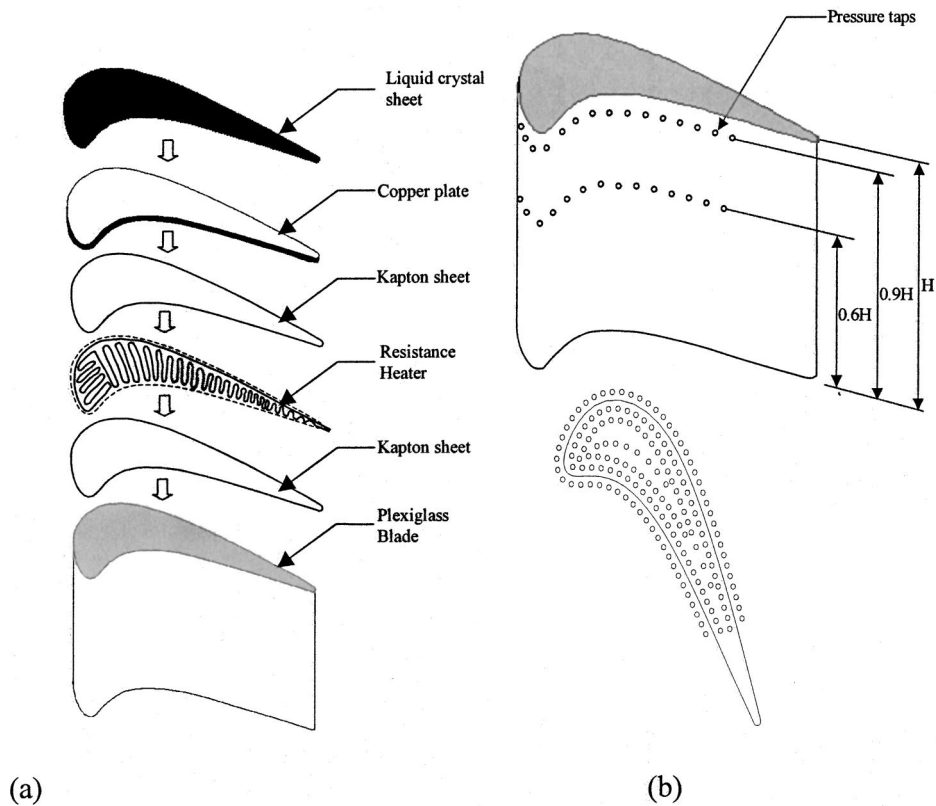 Liquid crystal
sheet
Copper plate
Kapton sheet
Resistance
Heater
Kapton sheet
Plexiglass
Blade
(a)
Pressure taps
0.6H
0.9H
H
(b)